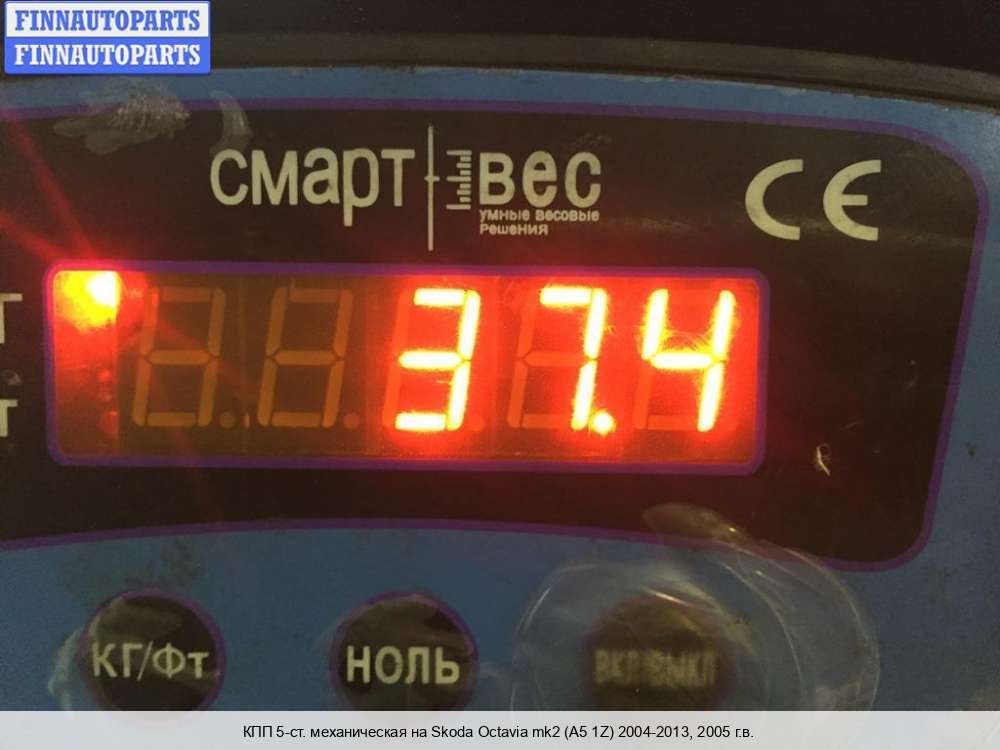 FINNAUTOPARTS
FINNAUTOPARTS
смарт вес
умные весовые
решения
CE
37.4
КГ/Фт
НОЛЬ
ВКЛ/ВЫКЛ
КПП 5-ст. механическая на Skoda Octavia mk2 (A5 1Z) 2004-2013, 2005 г.в.